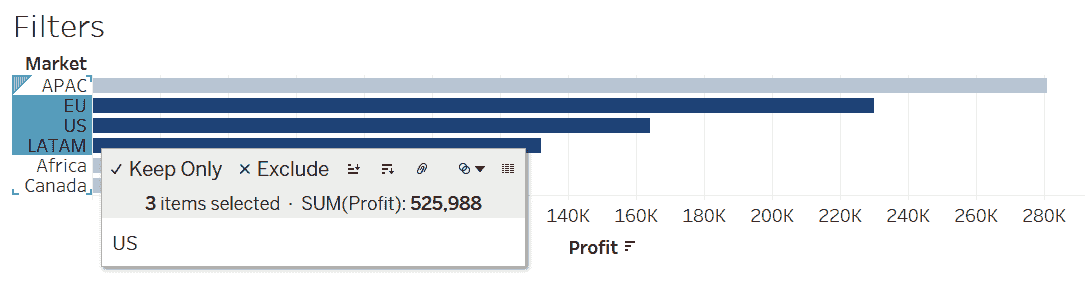 Filters
Market
APAC
EU
US
LATAM
Africa
Canada
✓ Keep Only × Exclude
3 items selected · SUM(Profit): 525,988
US
140K 160K 180K 200K 220K 240K 260K 280K
Profit